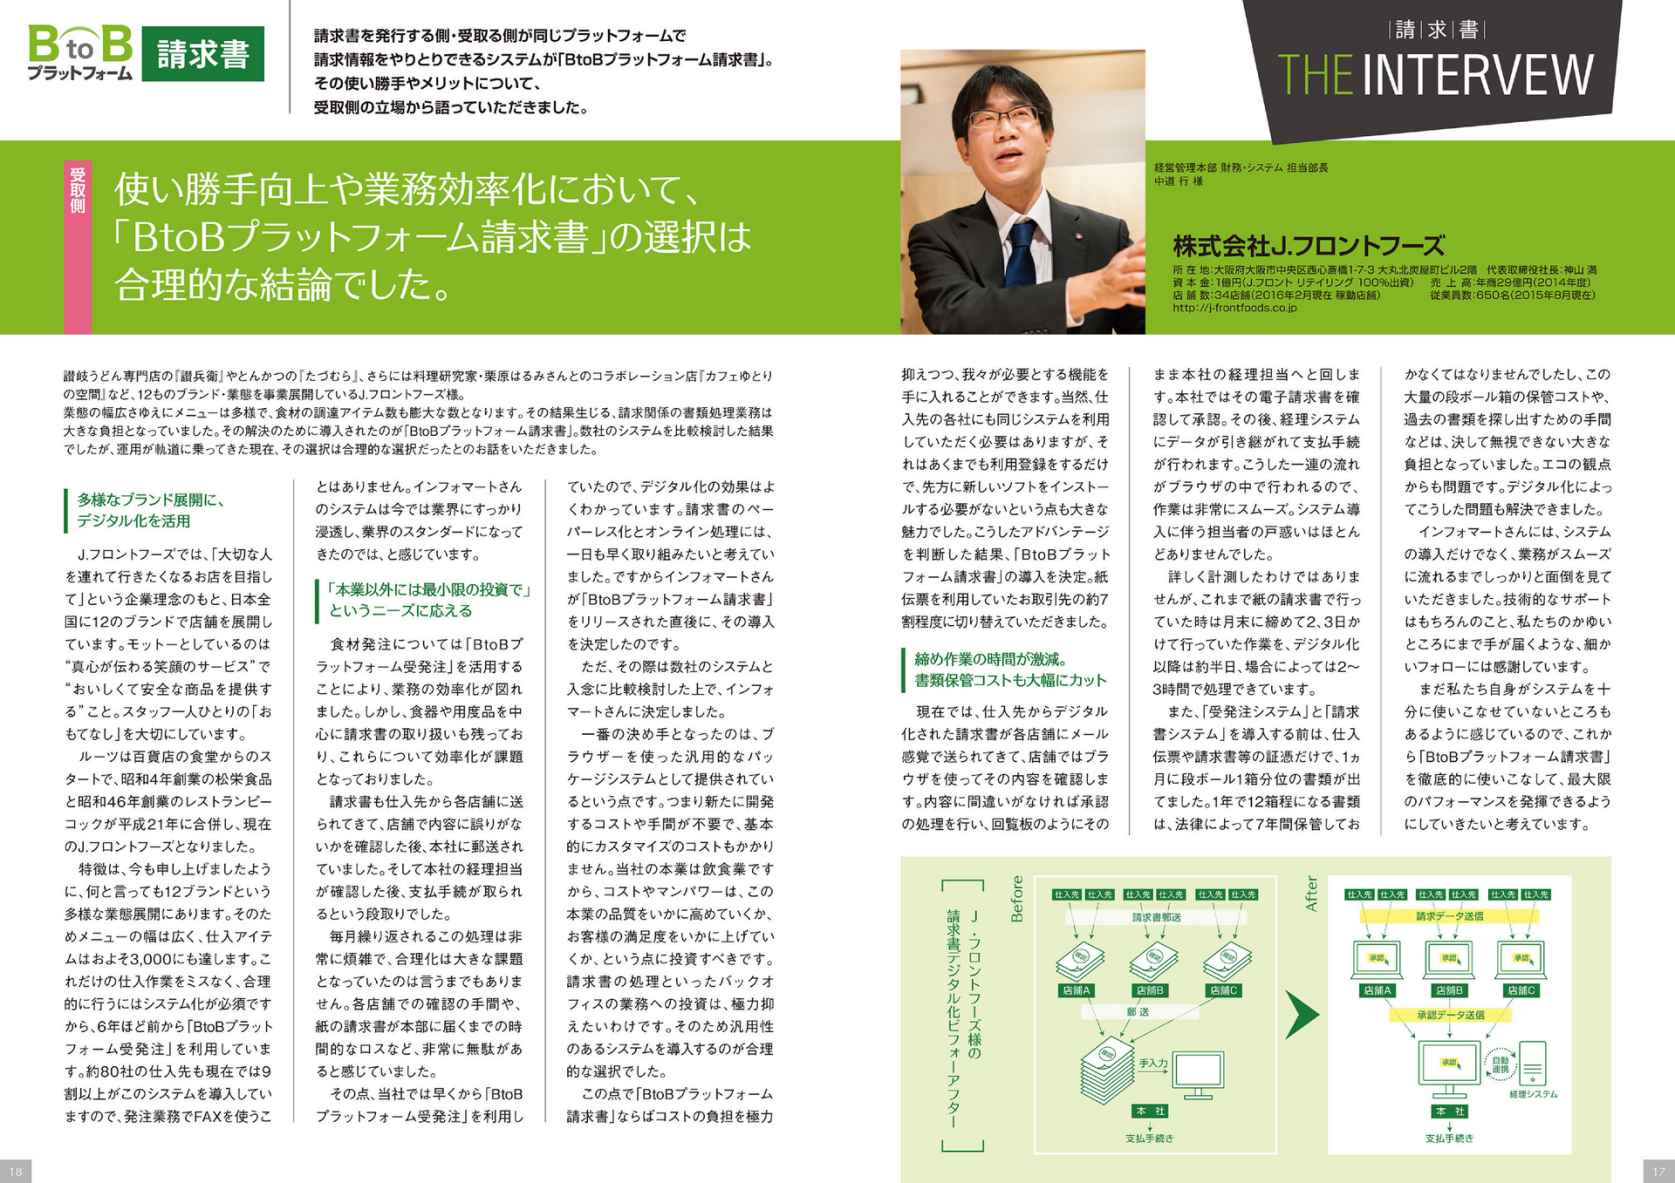 BtoB
プラットフォーム
請求書
請求書を発行する側・受取る側が同じプラットフォームで
請求情報をやりとりできるシステムが「BtoBプラットフォーム請求書」。
その使い勝手やメリットについて、
受取側の立場から語っていただきました。
請求書
THE INTERVEW
受取側
使い勝手向上や業務効率化において、
「BtoBプラットフォーム請求書」の選択は
合理的な結論でした。
経営管理本部 財務・システム 担当部長
中道 行 様
株式会社J.フロントフーズ
所在地:大阪府大阪市中央区西心斎橋1-7-3 大丸北炭屋町ビル2階 代表取締役社長:神山 満
資本金:1億円(J.フロント リテイリング 100%出資) 売上高:年商29億円(2014年度)
店舗数:34店舗(2016年2月現在 稼動店舗) 従業員数:650名(2015年8月現在)
http://j-frontfoods.co.jp
讃岐うどん専門店の『讃兵衛』やとんかつの『たづむら』、さらには料理研究家・栗原はるみさんとのコラボレーション店『カフェゆとり
の空間』など、12ものブランド・業態を事業展開しているJ.フロントフーズ様。
業態の幅広さゆえにメニューは多様で、食材の調達アイテム数も膨大な数となります。その結果生じる、請求関係の書類処理業務は
大きな負担となっていました。その解決のために導入されたのが「BtoBプラットフォーム請求書」。数社のシステムを比較検討した結果
でしたが、運用が軌道に乗ってきた現在、その選択は合理的な選択だったとのお話をいただきました。
多様なブランド展開に、
デジタル化を活用
J.フロントフーズでは、「大切な人
を連れて行きたくなるお店を目指し
て」という企業理念のもと、日本全
国に12のブランドで店舗を展開し
ています。モットーとしているのは
“真心が伝わる笑顔のサービス”で
“おいしくて安全な商品を提供す
る”こと。スタッフ一人ひとりの「お
もてなし」を大切にしています。
ルーツは百貨店の食堂からのス
タートで、昭和4年創業の松栄食品
と昭和46年創業のレストランピー
コックが平成21年に合併し、現在
のJ.フロントフーズとなりました。
特徴は、今も申し上げましたよう
に、何と言っても12ブランドという
多様な業態展開にあります。そのた
めメニューの幅は広く、仕入アイテ
ムはおよそ3,000にも達します。こ
れだけの仕入作業をミスなく、合理
的に行うにはシステム化が必須です
から、6年ほど前から「BtoBプラット
フォーム受発注」を利用していま
す。約80社の仕入先も現在では9
割以上がこのシステムを導入してい
ますので、発注業務でFAXを使うこ
とはありません。インフォマートさん
のシステムは今では業界にすっかり
浸透し、業界のスタンダードになって
きたのでは、と感じています。
「本業以外には最小限の投資で」
というニーズに応える
食材発注については「BtoBプ
ラットフォーム受発注」を活用する
ことにより、業務の効率化が図れ
ました。しかし、食器や用度品を中
心に請求書の取り扱いも残ってお
り、これらについて効率化が課題
となっておりました。
請求書も仕入先から各店舗に送
られてきて、店舗で内容に誤りがな
いかを確認した後、本社に郵送され
ていました。そして本社の経理担当
が確認した後、支払手続が取られ
るという段取りでした。
毎月繰り返されるこの処理は非
常に煩雑で、合理化は大きな課題
となっていたのは言うまでもありま
せん。各店舗での確認の手間や、
紙の請求書が本部に届くまでの時
間的なロスなど、非常に無駄があ
ると感じていました。
その点、当社では早くから「BtoB
プラットフォーム受発注」を利用し
ていたので、デジタル化の効果はよ
くわかっています。請求書のペー
パーレス化とオンライン処理には、
一日も早く取り組みたいと考えてい
ました。ですからインフォマートさん
が「BtoBプラットフォーム請求書」
をリリースされた直後に、その導入
を決定したのです。
ただ、その際は数社のシステムと
入念に比較検討した上で、インフォ
マートさんに決定しました。
一番の決め手となったのは、ブ
ラウザーを使った汎用的なパッ
ケージシステムとして提供されてい
るという点です。つまり新たに開発
するコストや手間が不要で、基本
的にカスタマイズのコストもかかり
ません。当社の本業は飲食業です
から、コストやマンパワーは、この
本業の品質をいかに高めていくか、
お客様の満足度をいかに上げてい
くか、という点に投資すべきです。
請求書の処理といったバックオ
フィスの業務への投資は、極力抑
えたいわけです。そのため汎用性
のあるシステムを導入するのが合理
的な選択でした。
この点で「BtoBプラットフォーム
請求書」ならばコストの負担を極力
抑えつつ、我々が必要とする機能を
手に入れることができます。当然、仕
入先の各社にも同じシステムを利用
していただく必要はありますが、そ
れはあくまでも利用登録をするだけ
で、先方に新しいソフトをインストー
ルする必要がないという点も大きな
魅力でした。こうしたアドバンテージ
を判断した結果、「BtoBプラット
フォーム請求書」の導入を決定。紙
伝票を利用していたお取引先の約7
割程度に切り替えていただきました。
締め作業の時間が激減。
書類保管コストも大幅にカット
現在では、仕入先からデジタル
化された請求書が各店舗にメール
感覚で送られてきて、店舗ではブラ
ウザを使ってその内容を確認しま
す。内容に間違いがなければ承認
の処理を行い、回覧板のようにその
まま本社の経理担当へと回しま
す。本社ではその電子請求書を確
認して承認。その後、経理システム
にデータが引き継がれて支払手続
が行われます。こうした一連の流れ
がブラウザの中で行われるので、
作業は非常にスムーズ。システム導
入に伴う担当者の戸惑いはほとん
どありませんでした。
詳しく計測したわけではありま
せんが、これまで紙の請求書で行っ
ていた時は月末に締めて2、3日か
けて行っていた作業を、デジタル化
以降は約半日、場合によっては2〜
3時間で処理できています。
また、「受発注システム」と「請求
書システム」を導入する前は、仕入
伝票や請求書等の証憑だけで、1ヵ
月に段ボール1箱分位の書類が出
てました。1年で12箱程になる書類
は、法律によって7年間保管してお
かなくてはなりませんでしたし、この
大量の段ボール箱の保管コストや、
過去の書類を探し出すための手間
などは、決して無視できない大きな
負担となっていました。エコの観点
からも問題です。デジタル化によっ
てこうした問題も解決できました。
インフォマートさんには、システム
の導入だけでなく、業務がスムーズ
に流れるまでしっかりと面倒を見て
いただきました。技術的なサポート
はもちろんのこと、私たちのかゆい
ところにまで手が届くような、細か
いフォローには感謝しています。
まだ私たち自身がシステムを十
分に使いこなせていないところも
あるように感じているので、これか
ら「BtoBプラットフォーム請求書」
を徹底的に使いこなして、最大限
のパフォーマンスを発揮できるよう
にしていきたいと考えています。
J.フロントフーズ様の
請求書デジタル化ビフォーアフター
Before
仕入先 仕入先 仕入先 仕入先 仕入先 仕入先
請求書郵送
店舗A 店舗B 店舗C
郵送
手入力
本社
支払手続き
After
仕入先 仕入先 仕入先 仕入先 仕入先 仕入先
請求データ送信
承認 承認 承認
店舗A 店舗B 店舗C
承認データ送信
承認
自動
連携
経理システム
本社
支払手続き
18
17